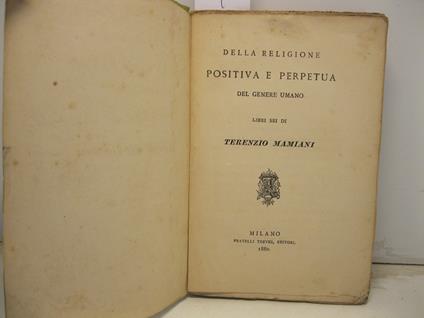 DELLA RELIGIONE
POSITIVA E PERPETUA
DEL GENERE UMANO
LIBRI SEI DI
TERENZIO MAMIANI
MILANO
FRATELLI TREVES, EDITORI.
1880.